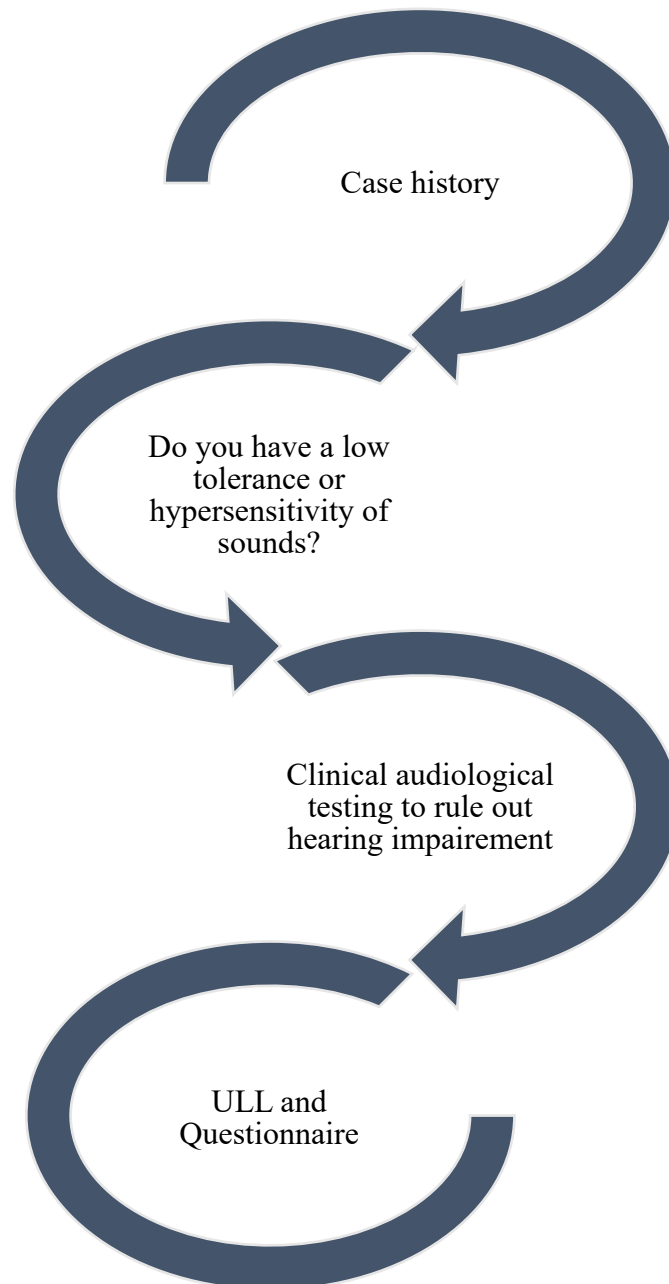 Case history
Do you have a low
tolerance or
hypersensitivity of
sounds?
Clinical audiological
testing to rule out
hearing impairement
ULL and
Questionnaire